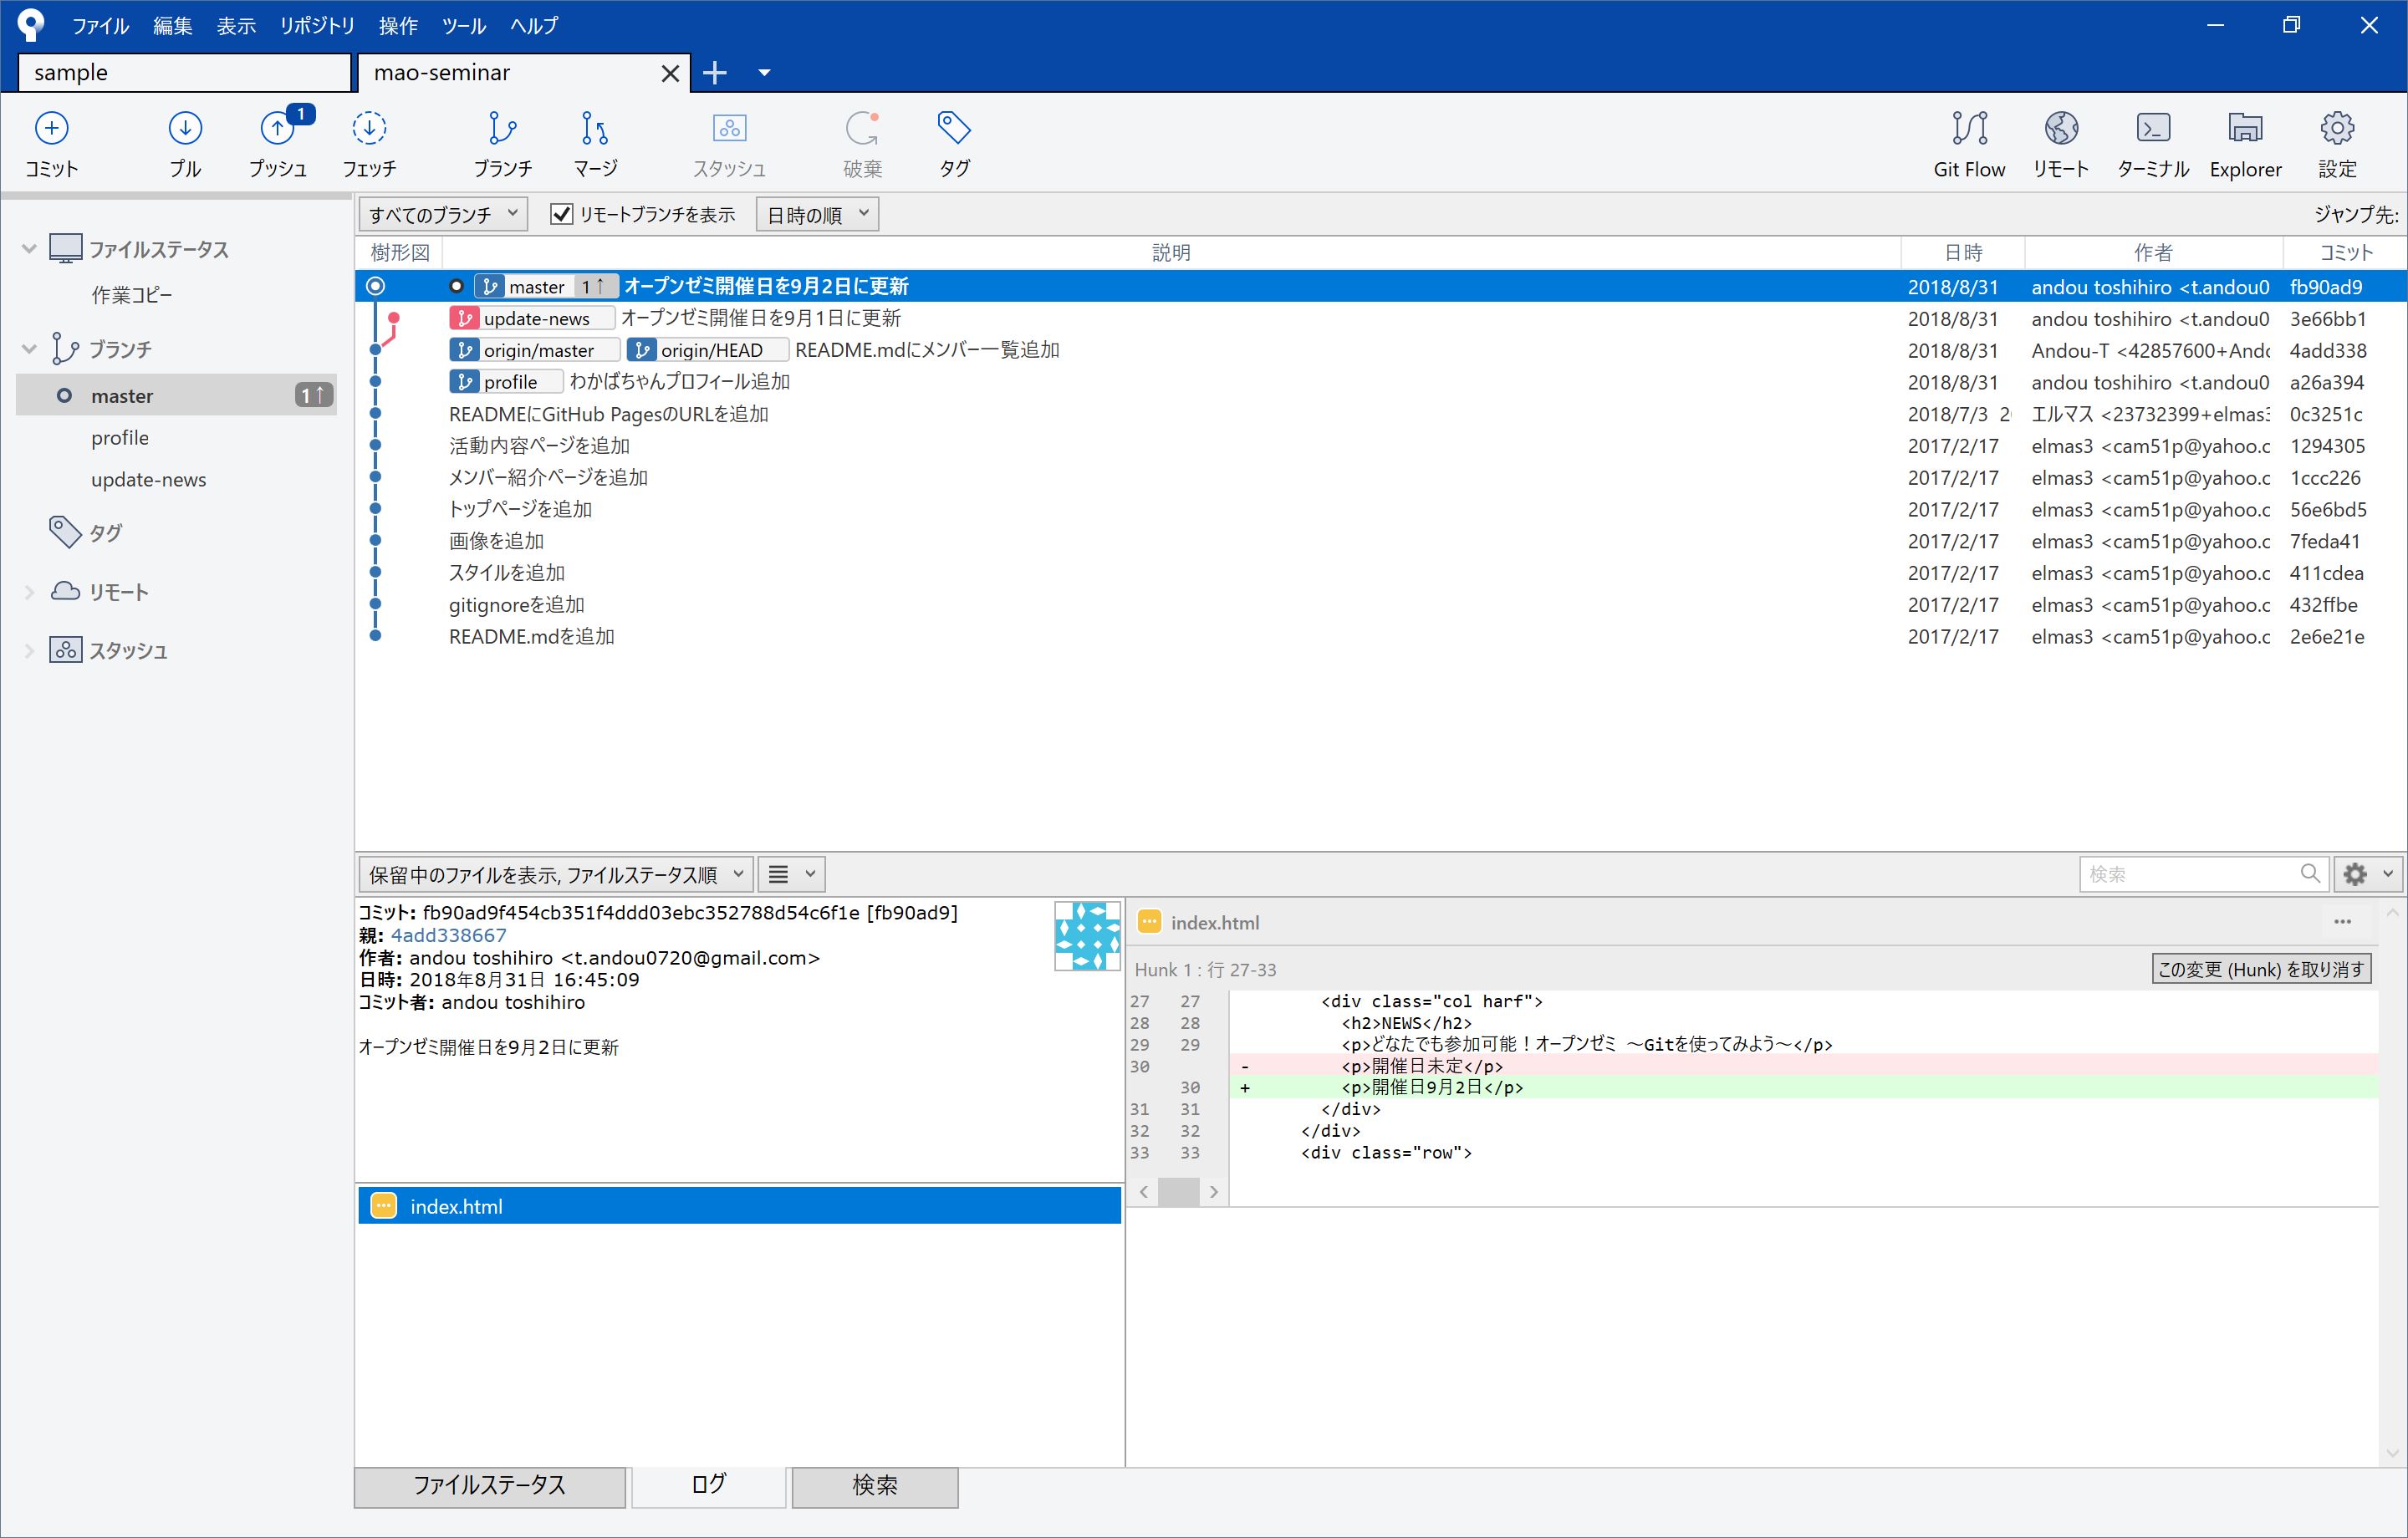 ファイル 編集 表示 リポジトリ 操作 ツール ヘルプ
sample mao-seminar
コミット プル プッシュ 1 フェッチ ブランチ マージ スタッシュ 破棄 タグ Git Flow リモート ターミナル Explorer 設定
すべてのブランチ リモートブランチを表示 日時の順 ジャンプ先:
ファイルステータス
作業コピー
ブランチ
master 1↑
profile
update-news
タグ
リモート
スタッシュ
樹形図 説明 日時 作者 コミット
master 1↑ オープンゼミ開催日を9月2日に更新 2018/8/31 andou toshihiro <t.andou0 fb90ad9
update-news オープンゼミ開催日を9月1日に更新 2018/8/31 andou toshihiro <t.andou0 3e66bb1
origin/master origin/HEAD README.mdにメンバー一覧追加 2018/8/31 Andou-T <42857600+Ando 4add338
profile わかばちゃんプロフィール追加 2018/8/31 andou toshihiro <t.andou0 a26a394
READMEにGitHub PagesのURLを追加 2018/7/3 2 エルマス <23732399+elmas3 0c3251c
活動内容ページを追加 2017/2/17 elmas3 <cam51p@yahoo.c 1294305
メンバー紹介ページを追加 2017/2/17 elmas3 <cam51p@yahoo.c 1ccc226
トップページを追加 2017/2/17 elmas3 <cam51p@yahoo.c 56e6bd5
画像を追加 2017/2/17 elmas3 <cam51p@yahoo.c 7feda41
スタイルを追加 2017/2/17 elmas3 <cam51p@yahoo.c 411cdea
gitignoreを追加 2017/2/17 elmas3 <cam51p@yahoo.c 432ffbe
README.mdを追加 2017/2/17 elmas3 <cam51p@yahoo.c 2e6e21e
保留中のファイルを表示, ファイルステータス順 検索
コミット: fb90ad9f454cb351f4ddd03ebc352788d54c6f1e [fb90ad9]
親: 4add338667
作者: andou toshihiro <t.andou0720@gmail.com>
日時: 2018年8月31日 16:45:09
コミット者: andou toshihiro
オープンゼミ開催日を9月2日に更新
index.html
index.html
Hunk 1 : 行 27-33 この変更 (Hunk) を取り消す
27 27 <div class="col harf">
28 28 <h2>NEWS</h2>
29 29 <p>どなたでも参加可能！オープンゼミ ～Gitを使ってみよう～</p>
30 - <p>開催日未定</p>
30 + <p>開催日9月2日</p>
31 31 </div>
32 32 </div>
33 33 <div class="row">
ファイルステータス ログ 検索